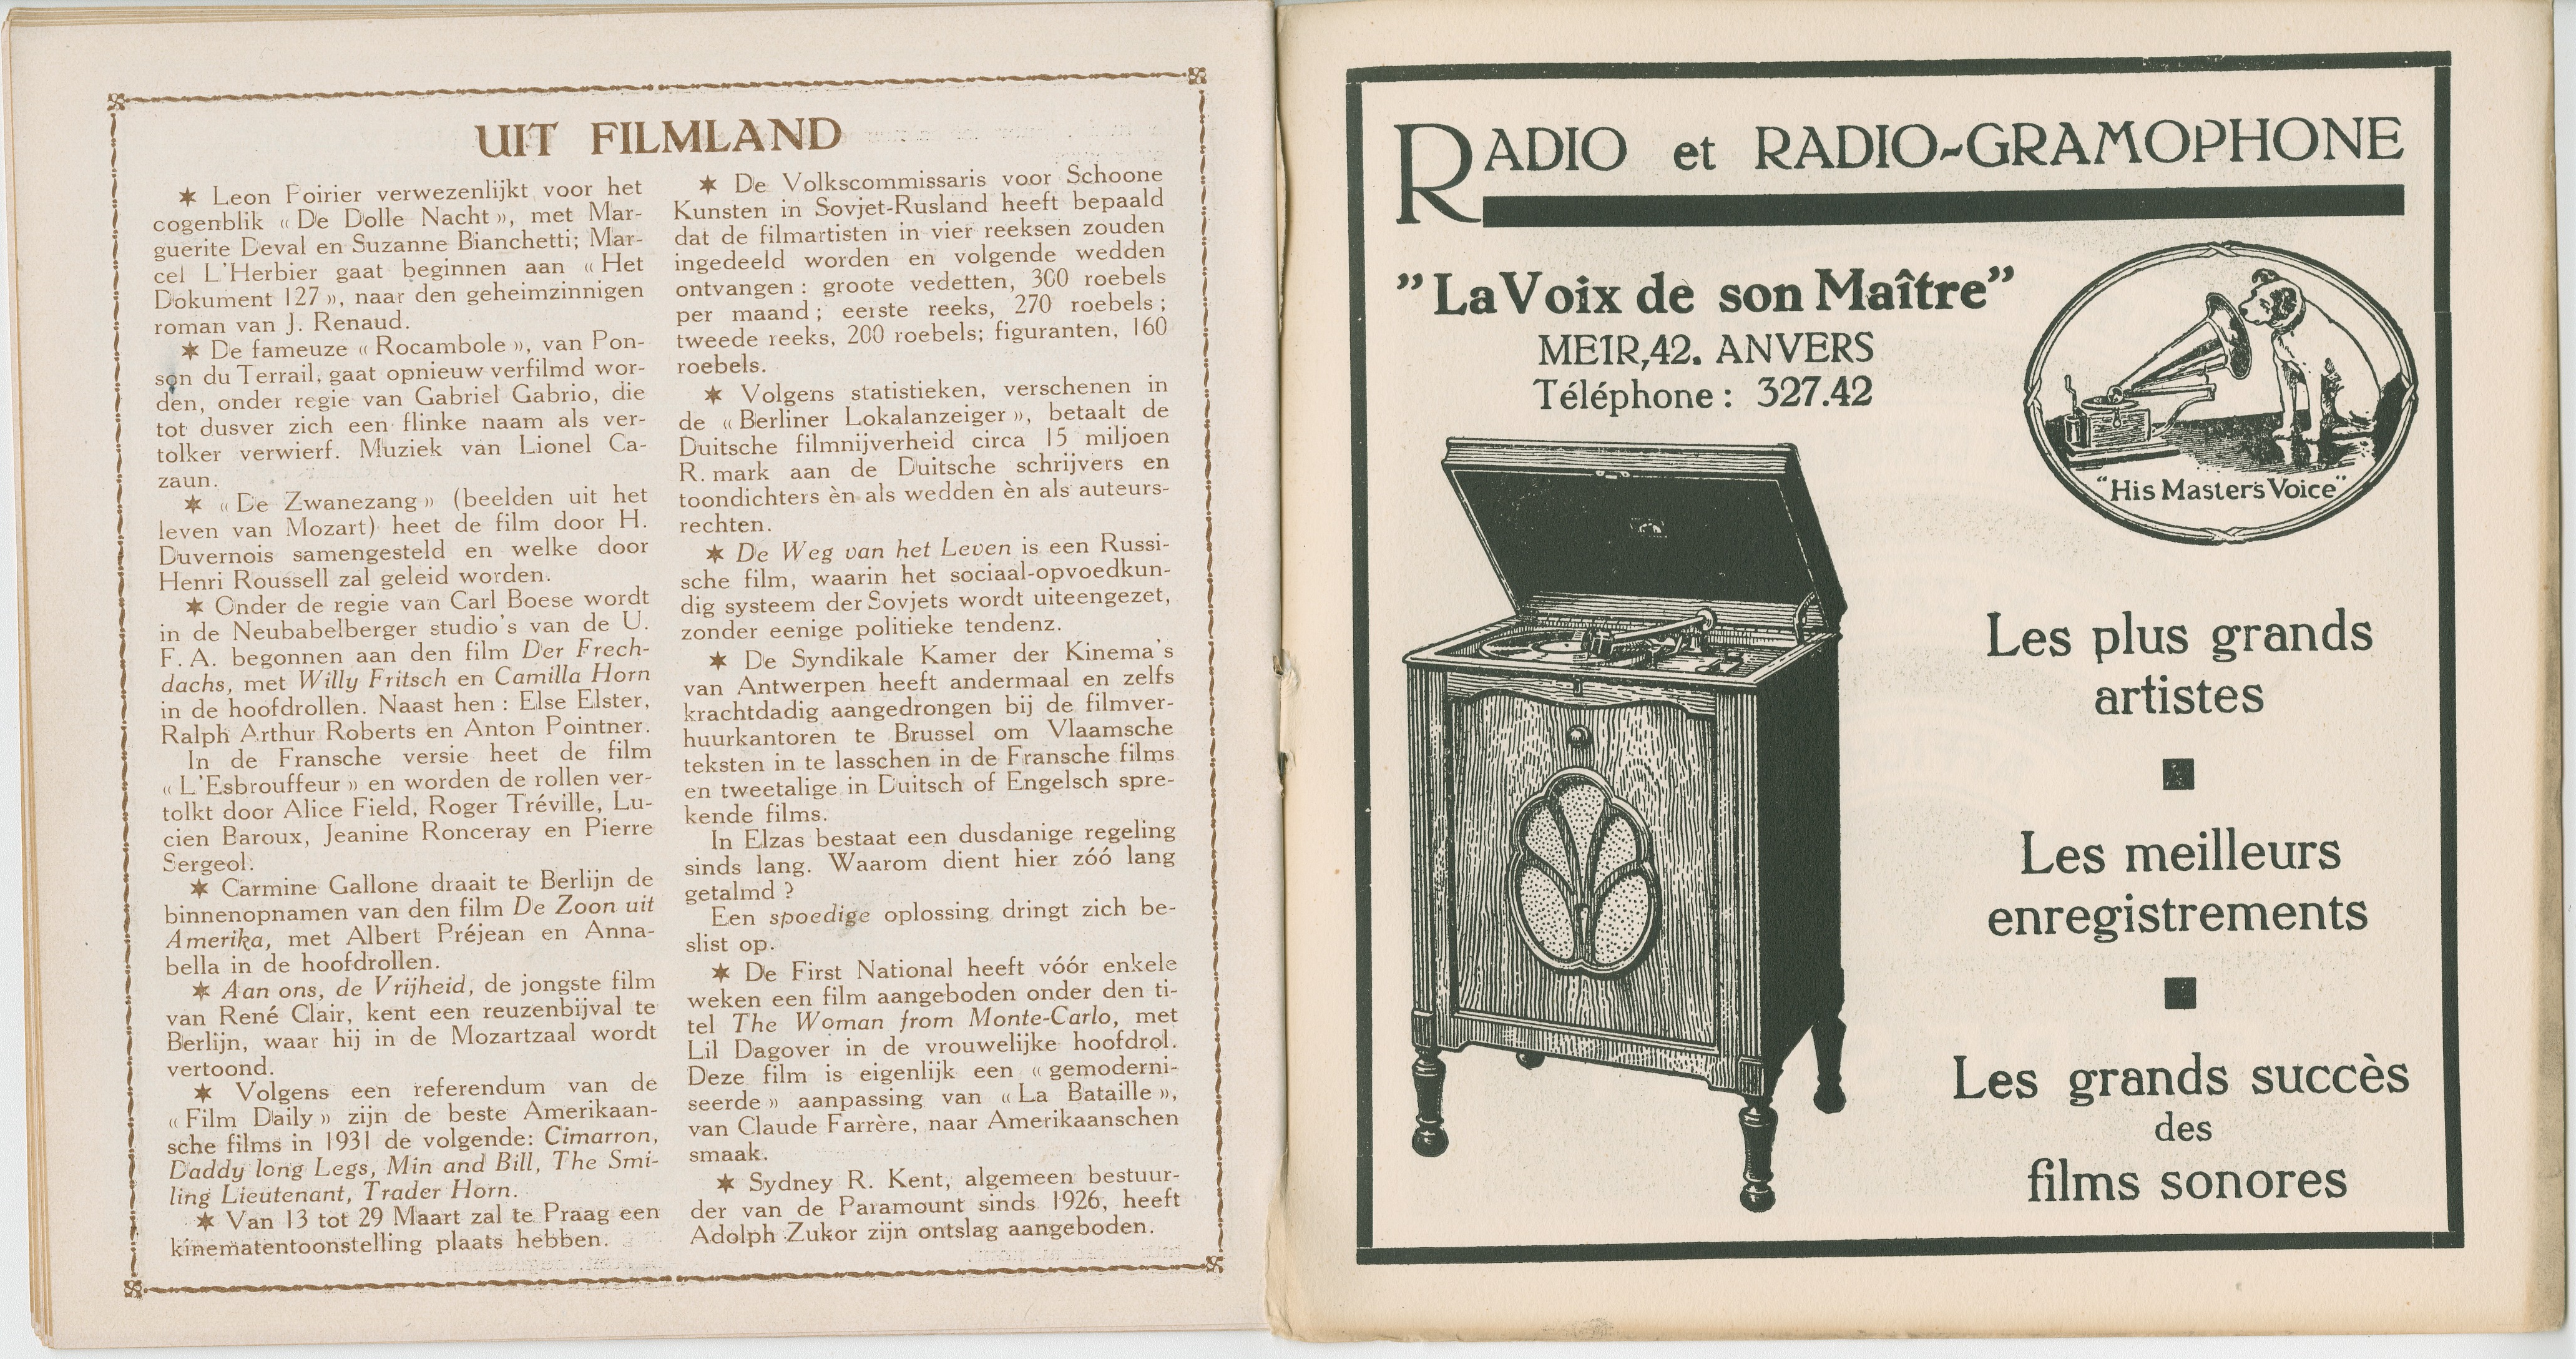 UIT FILMLAND
✶ Leon Poirier verwezenlijkt voor het
cogenblik « De Dolle Nacht », met Mar-
guerite Deval en Suzanne Bianchetti; Mar-
cel L'Herbier gaat beginnen aan « Het
Dokument 127 », naar den geheimzinnigen
roman van J. Renaud.
✶ De fameuze « Rocambole », van Pon-
son du Terrail, gaat opnieuw verfilmd wor-
den, onder regie van Gabriel Gabrio, die
tot dusver zich een flinke naam als ver-
tolker verwierf. Muziek van Lionel Ca-
zaun.
✶ « De Zwanezang » (beelden uit het
leven van Mozart) heet de film door H.
Duvernois samengesteld en welke door
Henri Roussell zal geleid worden.
✶ Onder de regie van Carl Boese wordt
in de Neubabelberger studio's van de U.
F. A. begonnen aan den film Der Frech-
dachs, met Willy Fritsch en Camilla Horn
in de hoofdrollen. Naast hen : Else Elster,
Ralph Arthur Roberts en Anton Pointner.
In de Fransche versie heet de film
« L'Esbrouffeur » en worden de rollen ver-
tolkt door Alice Field, Roger Tréville, Lu-
cien Baroux, Jeanine Ronceray en Pierre
Sergeol.
✶ Carmine Gallone draait te Berlijn de
binnenopnamen van den film De Zoon uit
Amerika, met Albert Préjean en Anna-
bella in de hoofdrollen.
✶ Aan ons, de Vrijheid, de jongste film
van René Clair, kent een reuzenbijval te
Berlijn, waar hij in de Mozartzaal wordt
vertoond.
✶ Volgens een referendum van de
« Film Daily » zijn de beste Amerikaan-
sche films in 1931 de volgende: Cimarron,
Daddy long Legs, Min and Bill, The Smi-
ling Lieutenant, Trader Horn.
✶ Van 13 tot 29 Maart zal te Praag een
kinematentoonstelling plaats hebben.
✶ De Volkscommissaris voor Schoone
Kunsten in Sovjet-Rusland heeft bepaald
dat de filmartisten in vier reeksen zouden
ingedeeld worden en volgende wedden
ontvangen : groote vedetten, 300 roebels
per maand ; eerste reeks, 270 roebels ;
tweede reeks, 200 roebels; figuranten, 160
roebels.
✶ Volgens statistieken, verschenen in
de « Berliner Lokalanzeiger », betaalt de
Duitsche filmnijverheid circa 15 miljoen
R. mark aan de Duitsche schrijvers en
toondichters èn als wedden èn als auteurs-
rechten.
✶ De Weg van het Leven is een Russi-
sche film, waarin het sociaal-opvoedkun-
dig systeem der Sovjets wordt uiteengezet,
zonder eenige politieke tendenz.
✶ De Syndikale Kamer der Kinema's
van Antwerpen heeft andermaal en zelfs
krachtdadig aangedrongen bij de filmver-
huurkantoren te Brussel om Vlaamsche
teksten in te lasschen in de Fransche films
en tweetalige in Duitsch of Engelsch spre-
kende films.
In Elzas bestaat een dusdanige regeling
sinds lang. Waarom dient hier zóó lang
getalmd ?
Een spoedige oplossing dringt zich be-
slist op.
✶ De First National heeft vóór enkele
weken een film aangeboden onder den ti-
tel The Woman from Monte-Carlo, met
Lil Dagover in de vrouwelijke hoofdrol.
Deze film is eigenlijk een « gemoderni-
seerde » aanpassing van « La Bataille »,
van Claude Farrère, naar Amerikaanschen
smaak.
✶ Sydney R. Kent, algemeen bestuur-
der van de Paramount sinds 1926, heeft
Adolph Zukor zijn ontslag aangeboden.
RADIO et RADIO-GRAMOPHONE
"La Voix de son Maître"
MEIR, 42. ANVERS
Téléphone : 327.42
"His Master's Voice"
Les plus grands
artistes
Les meilleurs
enregistrements
Les grands succès
des
films sonores